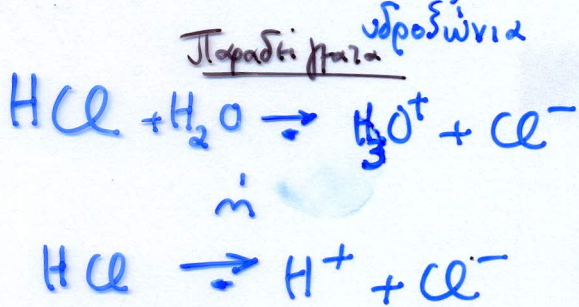 υδροξώνια
Παραδείγματα
HCl + H₂O → H₃O⁺ + Cl⁻
ή
HCl → H⁺ + Cl⁻